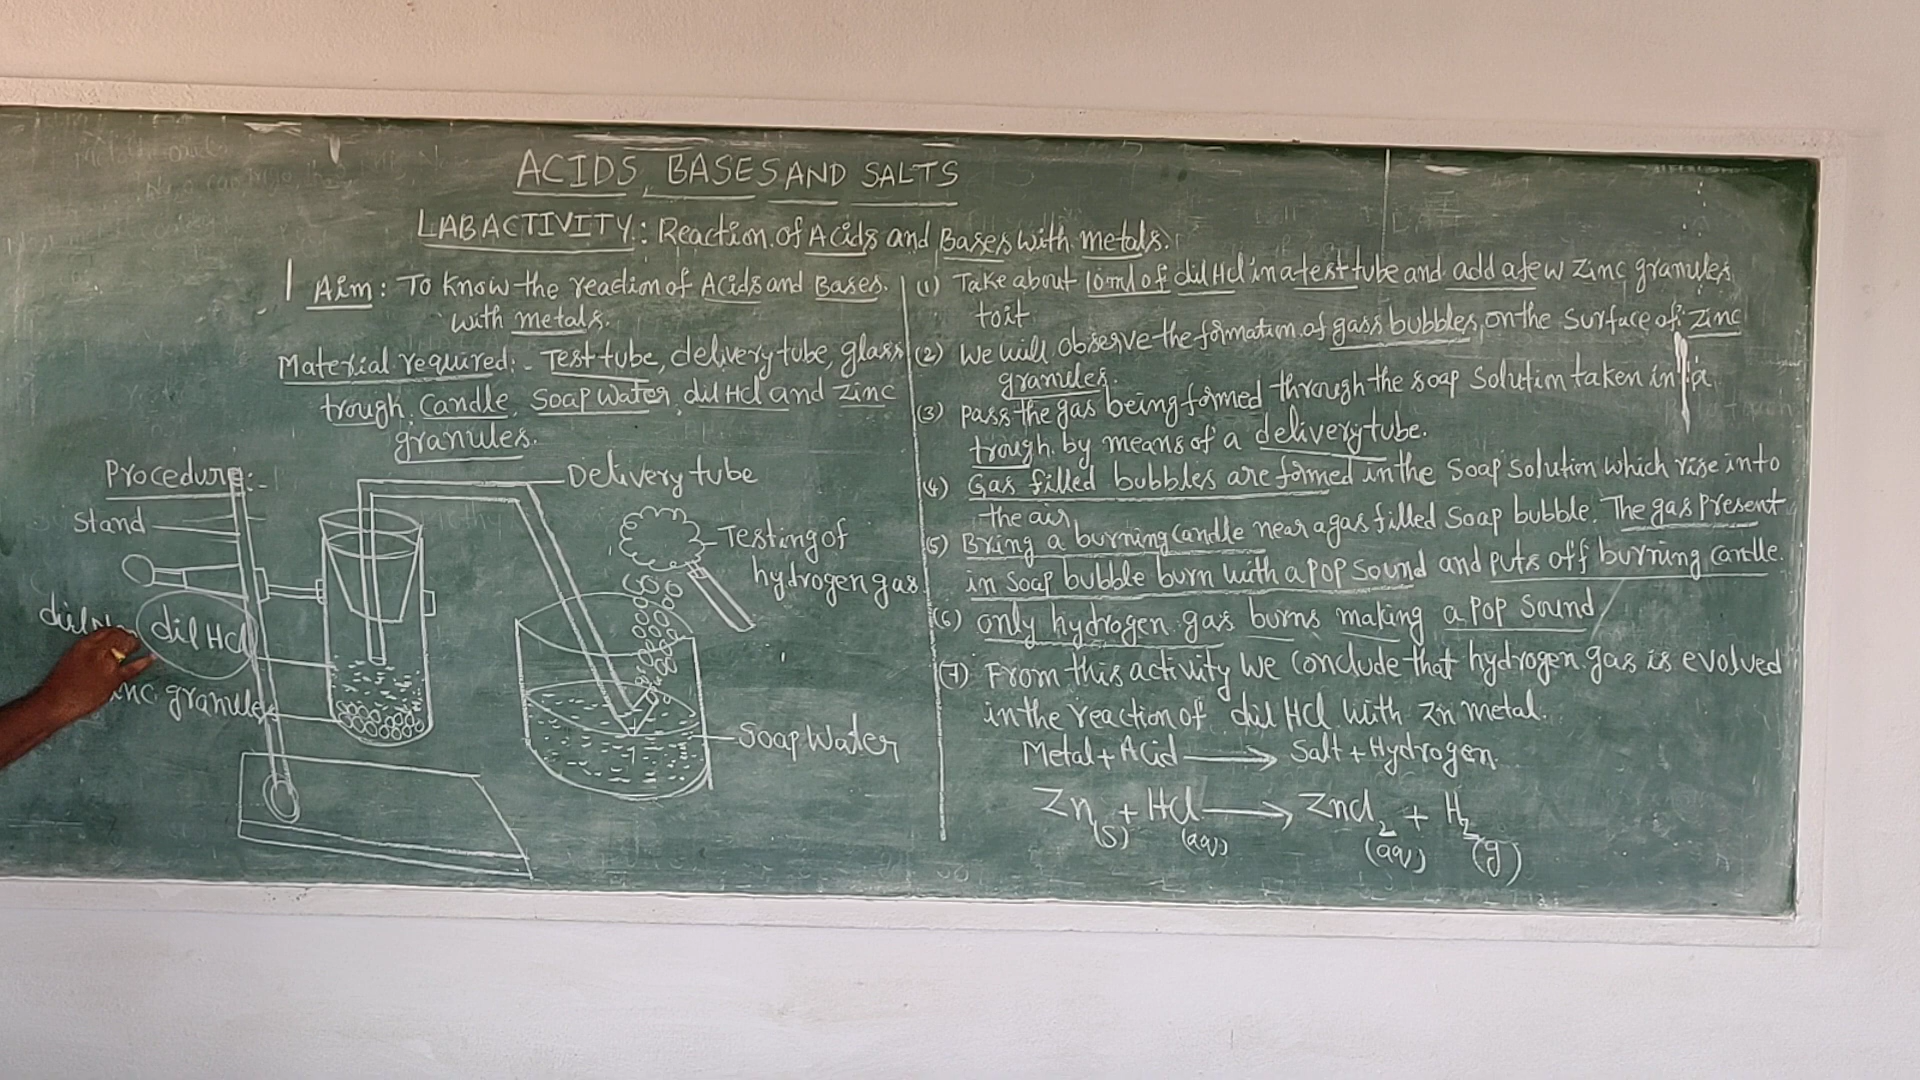 ACIDS, BASES AND SALTS
LAB ACTIVITY: Reaction of Acids and Bases with metals.
Aim: To know the reaction of Acids and Bases.
with metals.
Material required:- Test tube, delivery tube, glass
trough, Candle, Soap Water, dil HCl and Zinc
granules.
Procedure:-
Stand
dil HCl
granules
Delivery tube
Testing of
hydrogen gas
Soap Water
(1) Take about 10ml of dil HCl in a test tube and add a few Zinc granules
to it
(2) We will observe the formation of gass bubbles, on the surface of Zinc
granules.
(3) pass the gas being formed through the soap solution taken in a
trough by means of a delivery tube.
(4) Gas filled bubbles are formed in the soap solution which rise into
the air,
(5) Bring a burning candle near a gas filled soap bubble. The gas present
in soap bubble burn with a pop sound and puts off burning candle.
(6) only hydrogen gas burns making a pop sound
(7) From this activity we conclude that hydrogen gas is evolved
in the reaction of dil HCl with Zn metal.
Metal + Acid ⟶ Salt + Hydrogen.
Zn(s) + HCl(aq) ⟶ ZnCl₂(aq) + H₂(g)